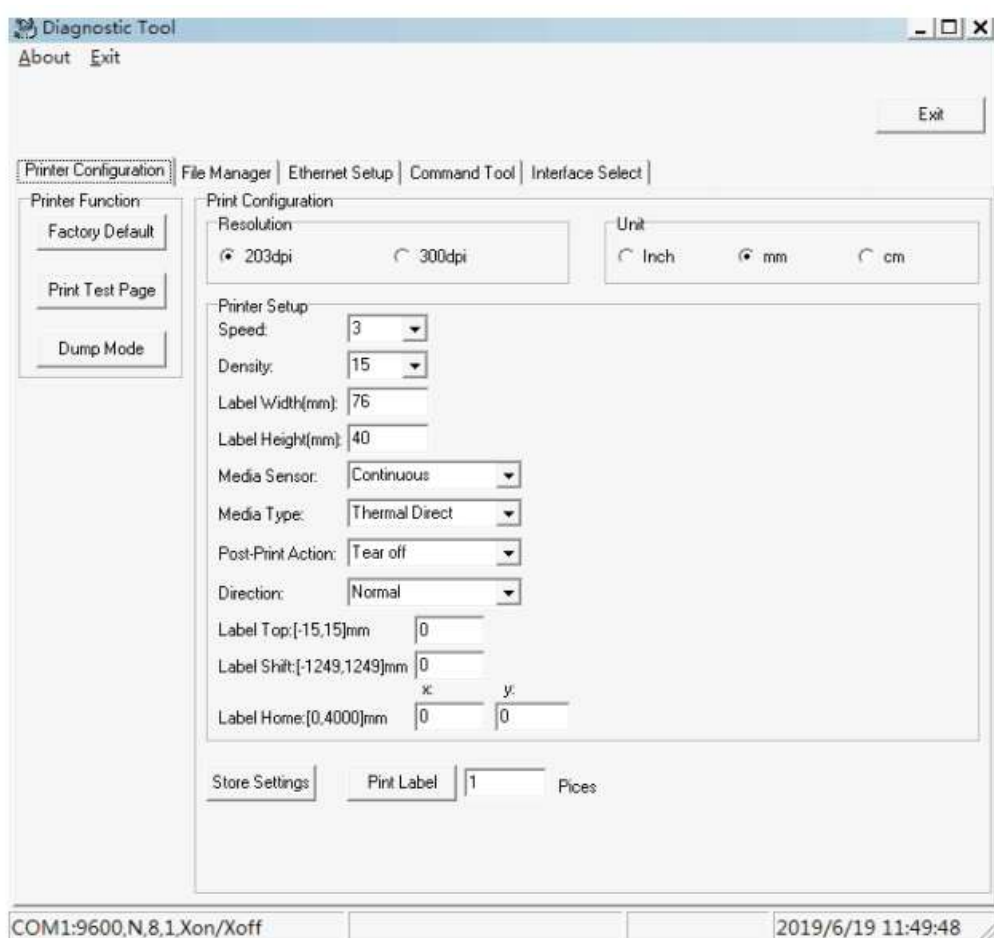 Diagnostic Tool
About Exit
Exit
Printer Configuration File Manager Ethernet Setup Command Tool Interface Select
Printer Function
Factory Default
Print Test Page
Dump Mode
Print Configuration
Resolution
203dpi 300dpi
Unit
Inch mm cm
Printer Setup
Speed: 3
Density: 15
Label Width(mm): 76
Label Height(mm): 40
Media Sensor: Continuous
Media Type: Thermal Direct
Post-Print Action: Tear off
Direction: Normal
Label Top:[-15,15]mm 0
Label Shift:[-1249,1249]mm 0
x: y:
Label Home:[0,4000]mm 0 0
Store Settings Pint Label 1 Pices
COM1:9600,N,8,1,Xon/Xoff 2019/6/19 11:49:48